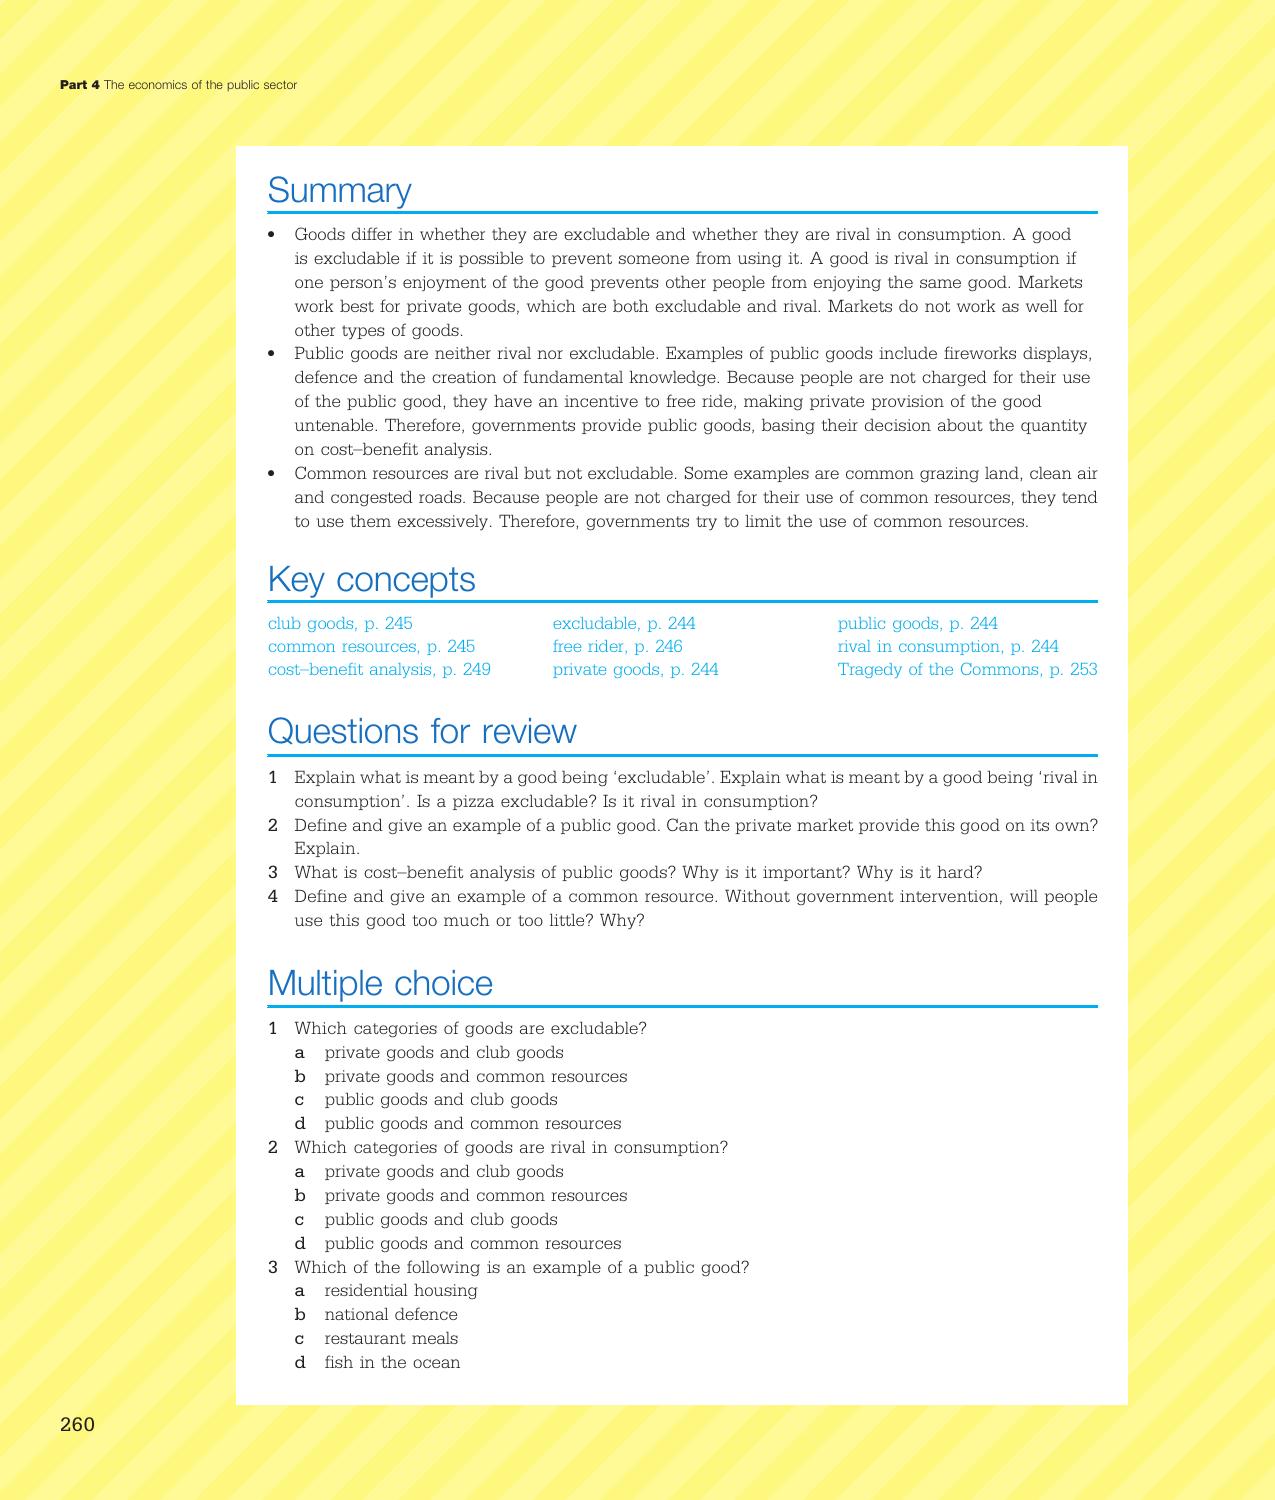 Part 4 The economics of the public sector
Summary
• Goods differ in whether they are excludable and whether they are rival in consumption. A good
is excludable if it is possible to prevent someone from using it. A good is rival in consumption if
one person's enjoyment of the good prevents other people from enjoying the same good. Markets
work best for private goods, which are both excludable and rival. Markets do not work as well for
other types of goods.
• Public goods are neither rival nor excludable. Examples of public goods include fireworks displays,
defence and the creation of fundamental knowledge. Because people are not charged for their use
of the public good, they have an incentive to free ride, making private provision of the good
untenable. Therefore, governments provide public goods, basing their decision about the quantity
on cost–benefit analysis.
• Common resources are rival but not excludable. Some examples are common grazing land, clean air
and congested roads. Because people are not charged for their use of common resources, they tend
to use them excessively. Therefore, governments try to limit the use of common resources.
Key concepts
club goods, p. 245
common resources, p. 245
cost–benefit analysis, p. 249
excludable, p. 244
free rider, p. 246
private goods, p. 244
public goods, p. 244
rival in consumption, p. 244
Tragedy of the Commons, p. 253
Questions for review
1 Explain what is meant by a good being ‘excludable’. Explain what is meant by a good being ‘rival in
consumption’. Is a pizza excludable? Is it rival in consumption?
2 Define and give an example of a public good. Can the private market provide this good on its own?
Explain.
3 What is cost–benefit analysis of public goods? Why is it important? Why is it hard?
4 Define and give an example of a common resource. Without government intervention, will people
use this good too much or too little? Why?
Multiple choice
1 Which categories of goods are excludable?
a private goods and club goods
b private goods and common resources
c public goods and club goods
d public goods and common resources
2 Which categories of goods are rival in consumption?
a private goods and club goods
b private goods and common resources
c public goods and club goods
d public goods and common resources
3 Which of the following is an example of a public good?
a residential housing
b national defence
c restaurant meals
d fish in the ocean
260